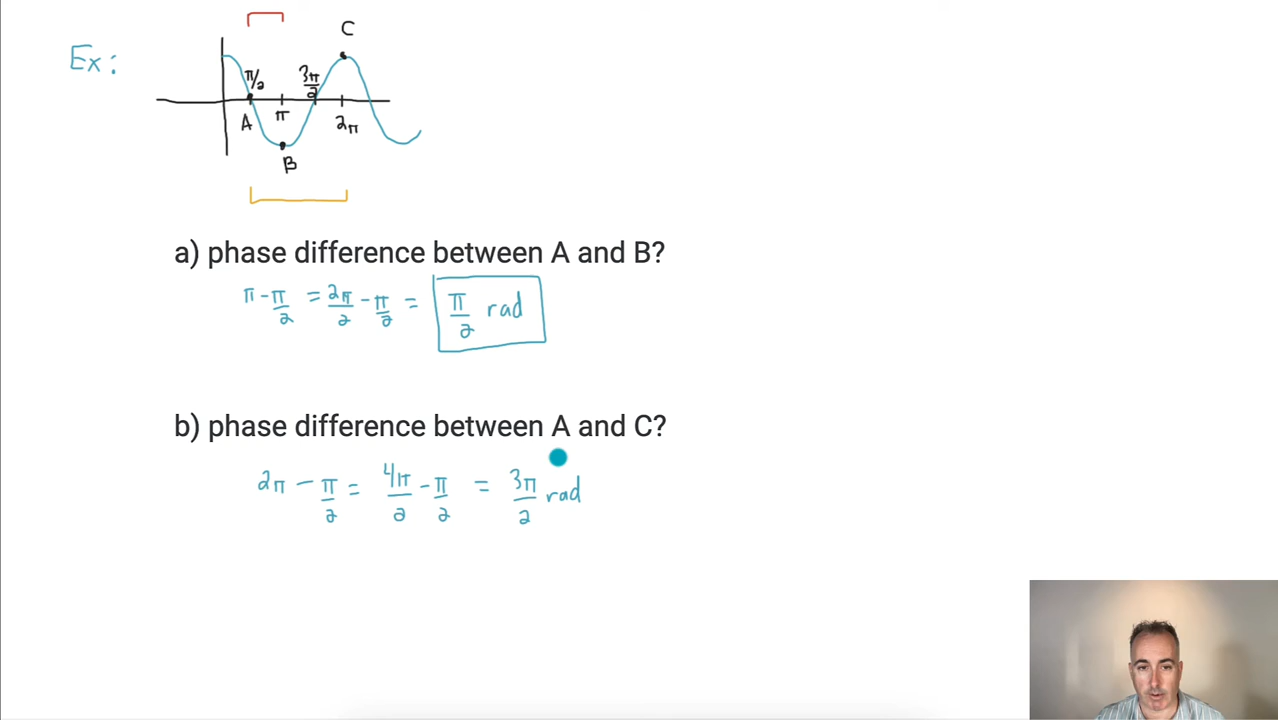 Ex:
C
π/2
3π/2
A
π
2π
B
a) phase difference between A and B?
π - π/2 = 2π/2 - π/2 = π/2 rad
b) phase difference between A and C?
2π - π/2 = 4π/2 - π/2 = 3π/2 rad